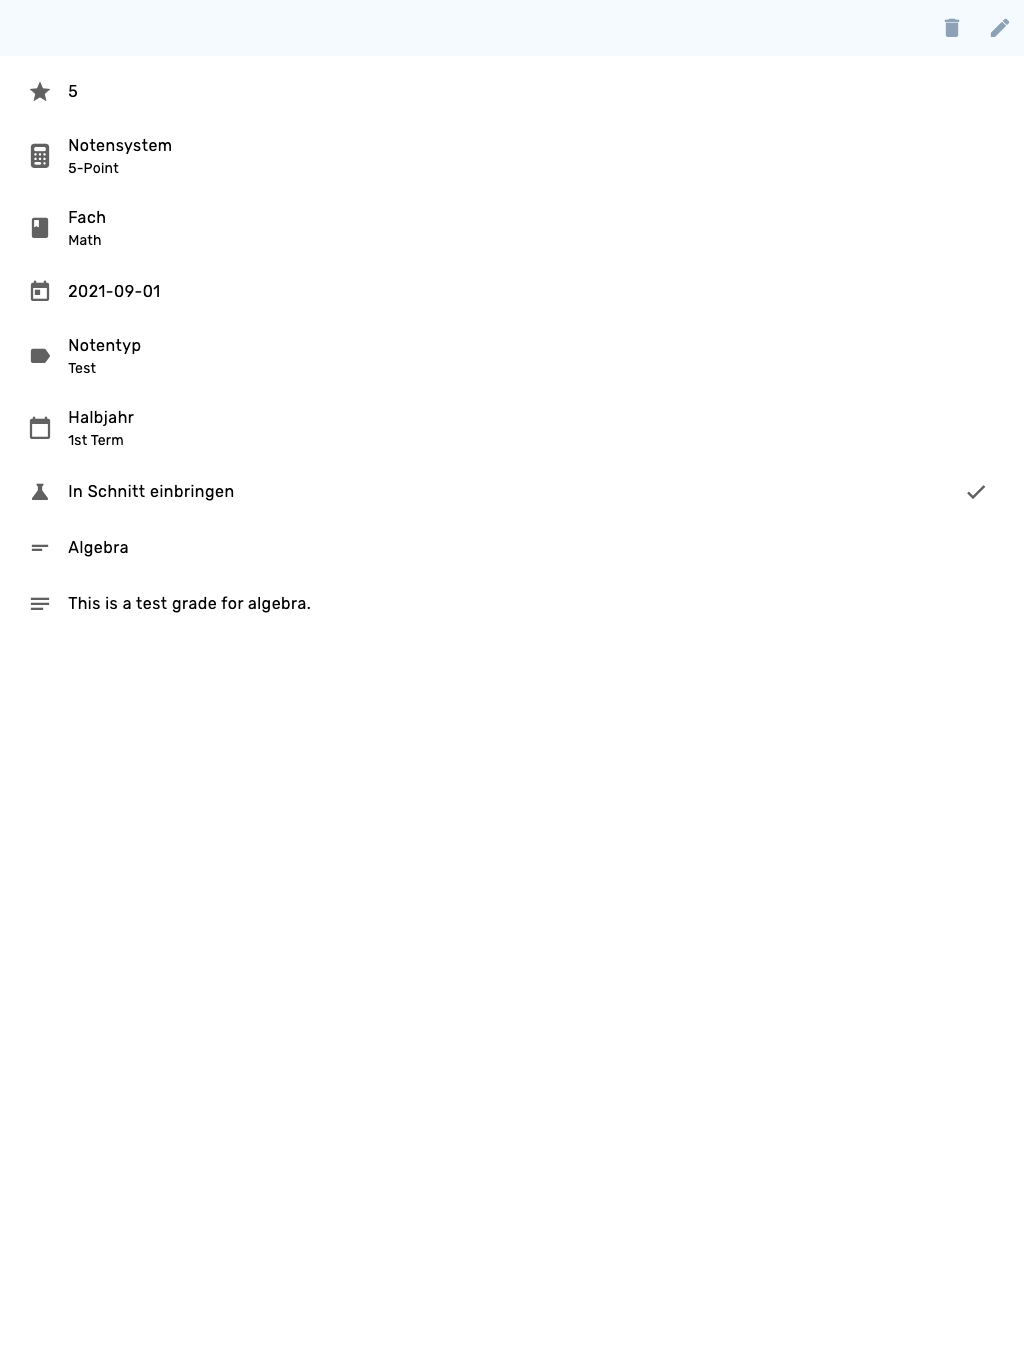 5
Notensystem
5-Point
Fach
Math
2021-09-01
Notentyp
Test
Halbjahr
1st Term
In Schnitt einbringen
Algebra
This is a test grade for algebra.